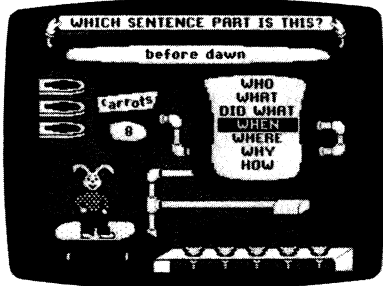 WHICH SENTENCE PART IS THIS?
before dawn
carrots
8
WHO
WHAT
DID WHAT
WHEN
WHERE
WHY
HOW